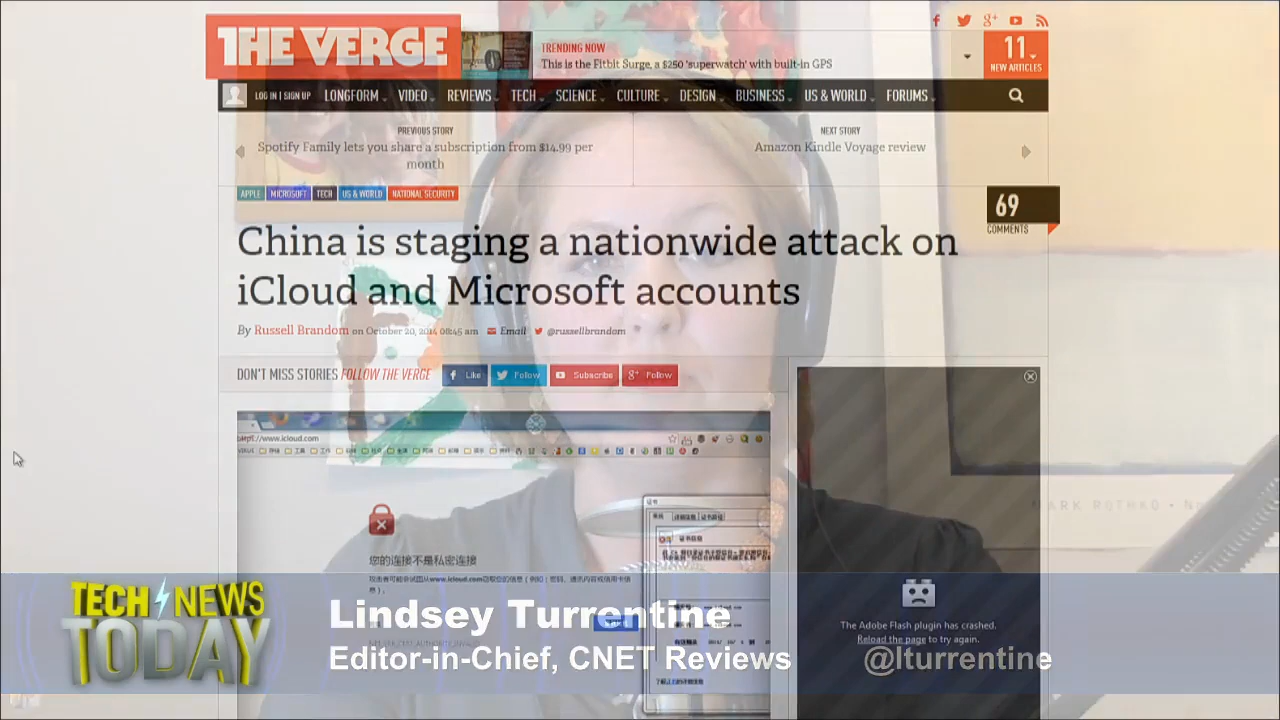 THE VERGE
TRENDING NOW
This is the Fitbit Surge, a $250 'superwatch' with built-in GPS
11
NEW ARTICLES
LOG IN | SIGN UP LONGFORM VIDEO REVIEWS TECH SCIENCE CULTURE DESIGN BUSINESS US & WORLD FORUMS
PREVIOUS STORY
Spotify Family lets you share a subscription from $14.99 per
month
NEXT STORY
Amazon Kindle Voyage review
APPLE MICROSOFT TECH US & WORLD NATIONAL SECURITY
69
COMMENTS
China is staging a nationwide attack on
iCloud and Microsoft accounts
By Russell Brandom on October 20, 2014 08:45 am Email @russellbrandom
DON'T MISS STORIES FOLLOW THE VERGE Like Follow Subscribe Follow
www.icloud.com
您的连接不是私密连接
MARK ROTHKO •
TECH NEWS
TODAY
Lindsey Turrentine
Editor-in-Chief, CNET Reviews @lturrentine
The Adobe Flash plugin has crashed.
Reload the page to try again.